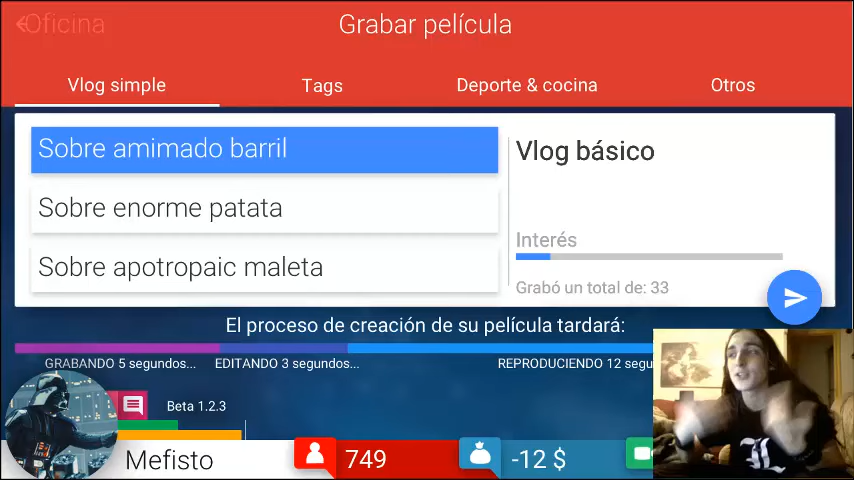 Oficina
Grabar película
Vlog simple
Tags
Deporte & cocina
Otros
Sobre amimado barril
Sobre enorme patata
Sobre apotropaic maleta
Vlog básico
Interés
Grabó un total de: 33
El proceso de creación de su película tardará:
GRABANDO 5 segundos...
EDITANDO 3 segundos...
REPRODUCIENDO 12 segu
Beta 1.2.3
Mefisto
749
-12 $
L